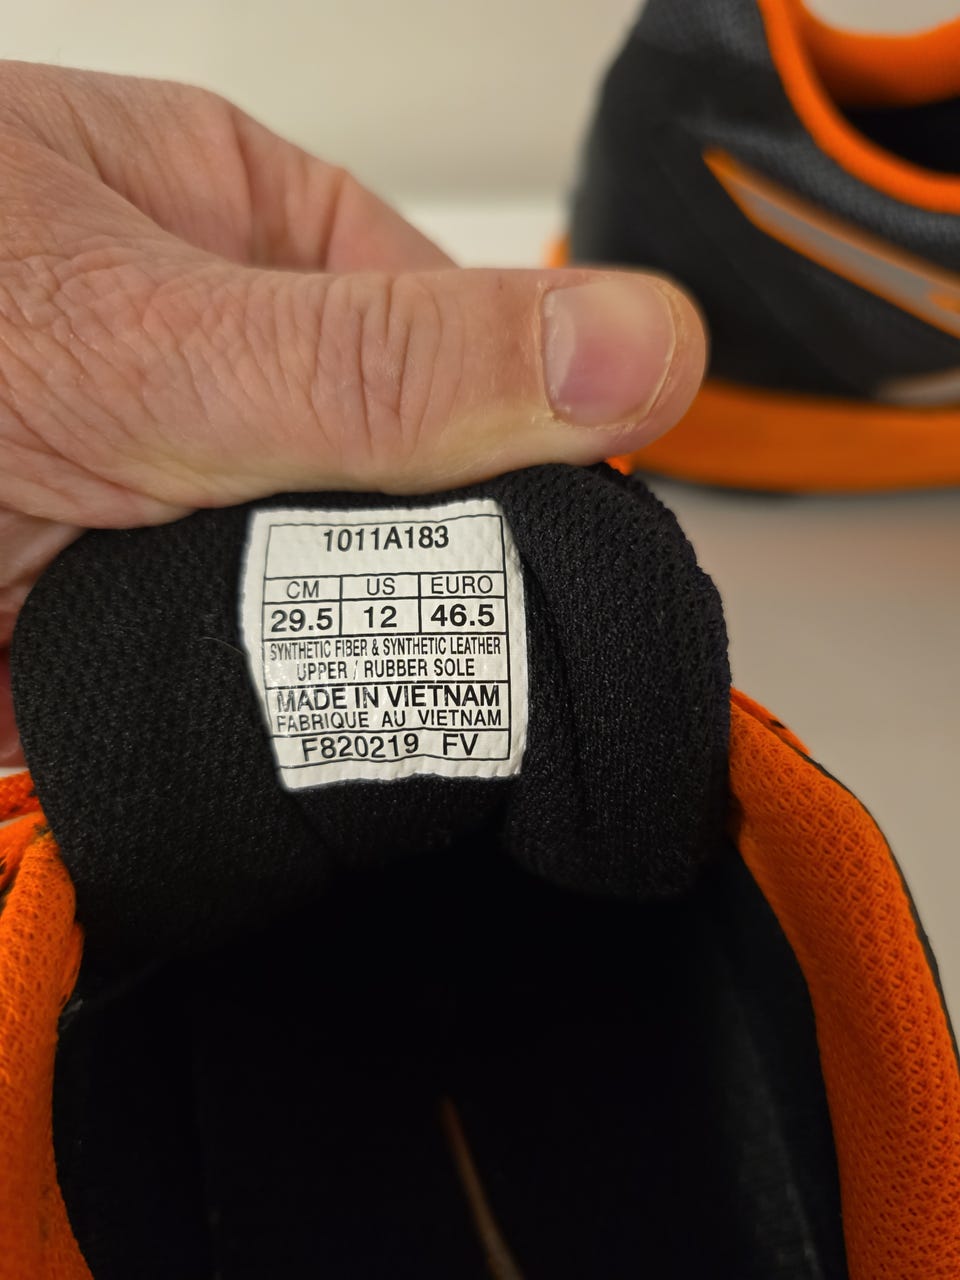 1011A183
CM US EURO
29.5 12 46.5
SYNTHETIC FIBER & SYNTHETIC LEATHER
UPPER / RUBBER SOLE
MADE IN VIETNAM
FABRIQUE AU VIETNAM
F820219 FV